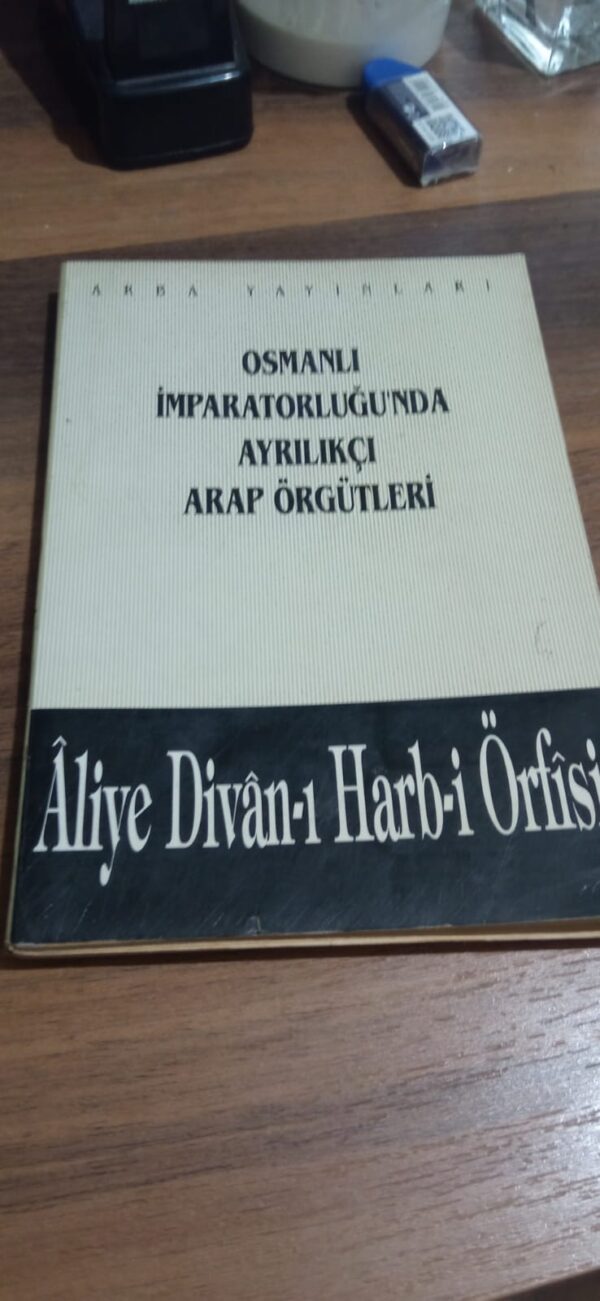 ARBA YAYINLARI
OSMANLI
İMPARATORLUĞU'NDA
AYRILIKÇI
ARAP ÖRGÜTLERİ
Âliye Divân-ı Harb-i Örfîsi